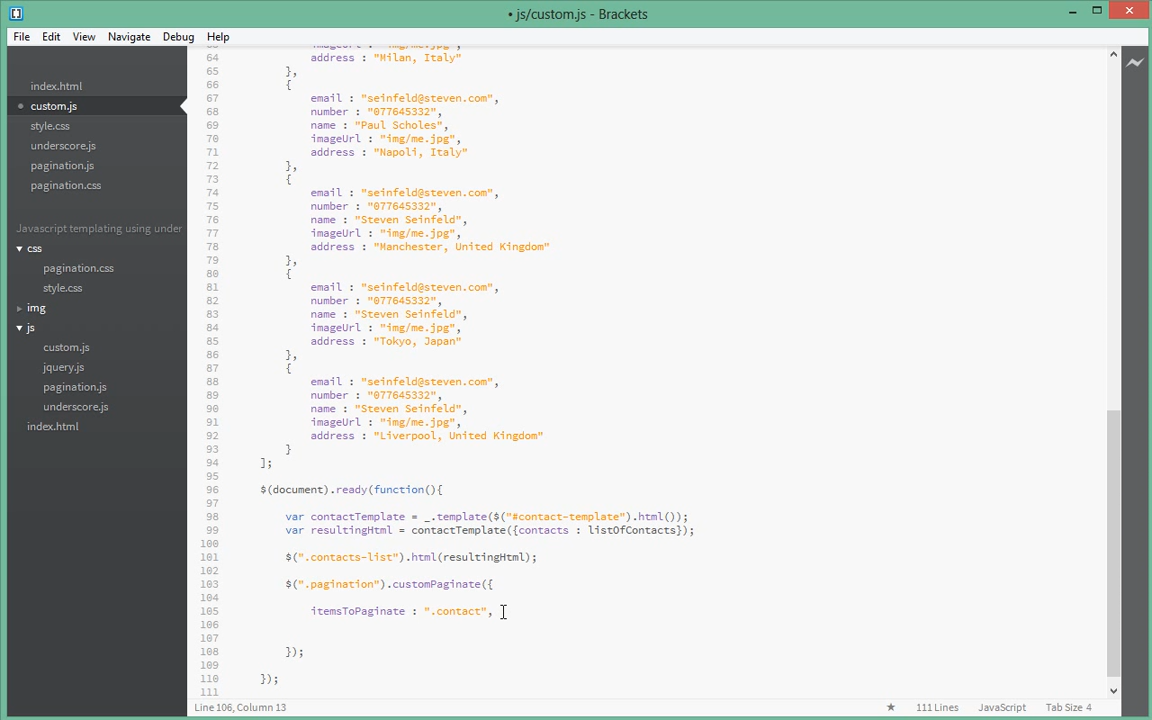 • js/custom.js - Brackets
File Edit View Navigate Debug Help
index.html
• custom.js
style.css
underscore.js
pagination.js
pagination.css
Javascript templating using under
css
pagination.css
style.css
img
js
custom.js
jquery.js
pagination.js
underscore.js
index.html
64 address : "Milan, Italy"
65 },
66 {
67 email : "seinfeld@steven.com",
68 number : "077645332",
69 name : "Paul Scholes",
70 imageUrl : "img/me.jpg",
71 address : "Napoli, Italy"
72 },
73 {
74 email : "seinfeld@steven.com",
75 number : "077645332",
76 name : "Steven Seinfeld",
77 imageUrl : "img/me.jpg",
78 address : "Manchester, United Kingdom"
79 },
80 {
81 email : "seinfeld@steven.com",
82 number : "077645332",
83 name : "Steven Seinfeld",
84 imageUrl : "img/me.jpg",
85 address : "Tokyo, Japan"
86 },
87 {
88 email : "seinfeld@steven.com",
89 number : "077645332",
90 name : "Steven Seinfeld",
91 imageUrl : "img/me.jpg",
92 address : "Liverpool, United Kingdom"
93 }
94 ];
95
96 $(document).ready(function(){
97
98 var contactTemplate = _.template($("#contact-template").html());
99 var resultingHtml = contactTemplate({contacts : listOfContacts});
100
101 $(".contacts-list").html(resultingHtml);
102
103 $(".pagination").customPaginate({
104
105 itemsToPaginate : ".contact",
106
107
108 });
109
110 });
111
Line 106, Column 13 ★ 111 Lines JavaScript Tab Size 4